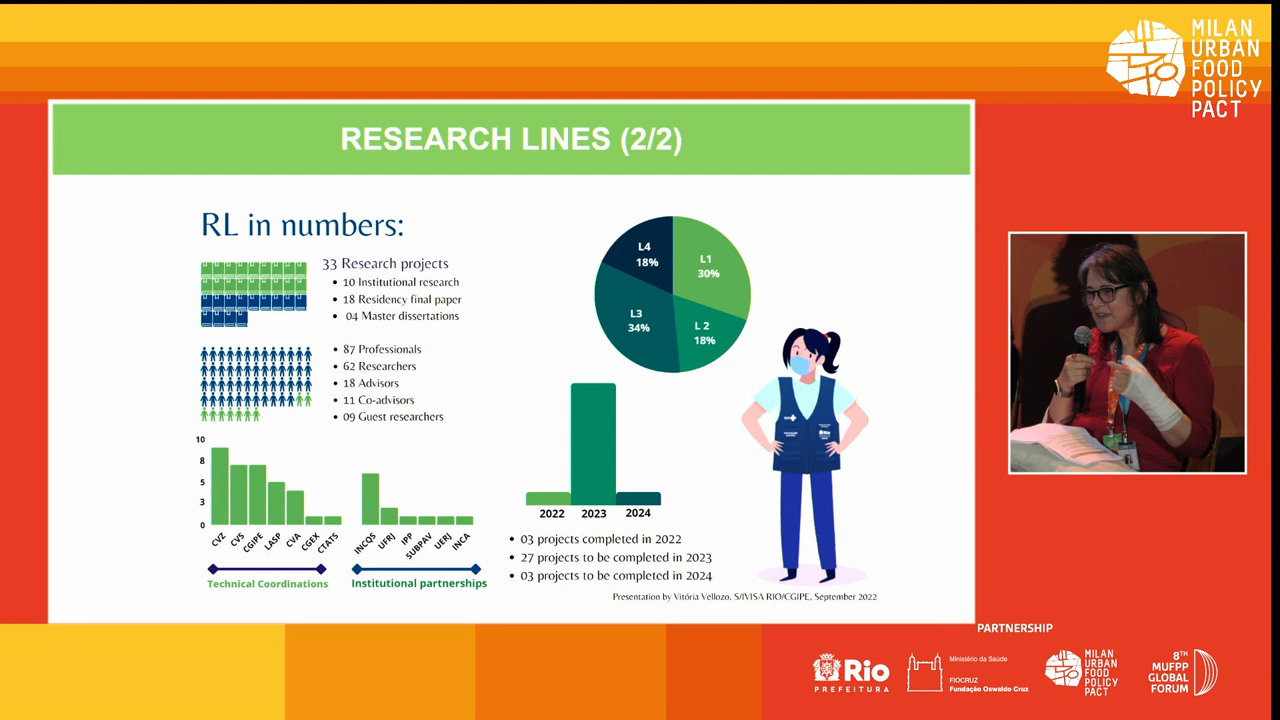 MILAN
URBAN
FOOD
POLICY
PACT
RESEARCH LINES (2/2)
RL in numbers:
33 Research projects
• 10 Institutional research
• 18 Residency final paper
• 04 Master dissertations
• 87 Professionals
• 62 Researchers
• 18 Advisors
• 11 Co-advisors
• 09 Guest researchers
L4
18%
L1
30%
L3
34%
L 2
18%
10
8
5
3
0
CVZ
CVS
CGIPE
LASP
CVA
CGEX
CTATS
Technical Coordinations
INCQS
UFRJ
IPP
SUBPAV
UERJ
INCA
Institutional partnerships
2022 2023 2024
• 03 projects completed in 2022
• 27 projects to be completed in 2023
• 03 projects to be completed in 2024
Rio
Presentation by Vitória Vellozo, S/IVISA RIO/CGIPE, September 2022
PARTNERSHIP
Rio
PREFEITURA
Ministério da Saúde
FIOCRUZ
Fundação Oswaldo Cruz
MILAN
URBAN
FOOD
POLICY
PACT
8TH
MUFPP
GLOBAL
FORUM